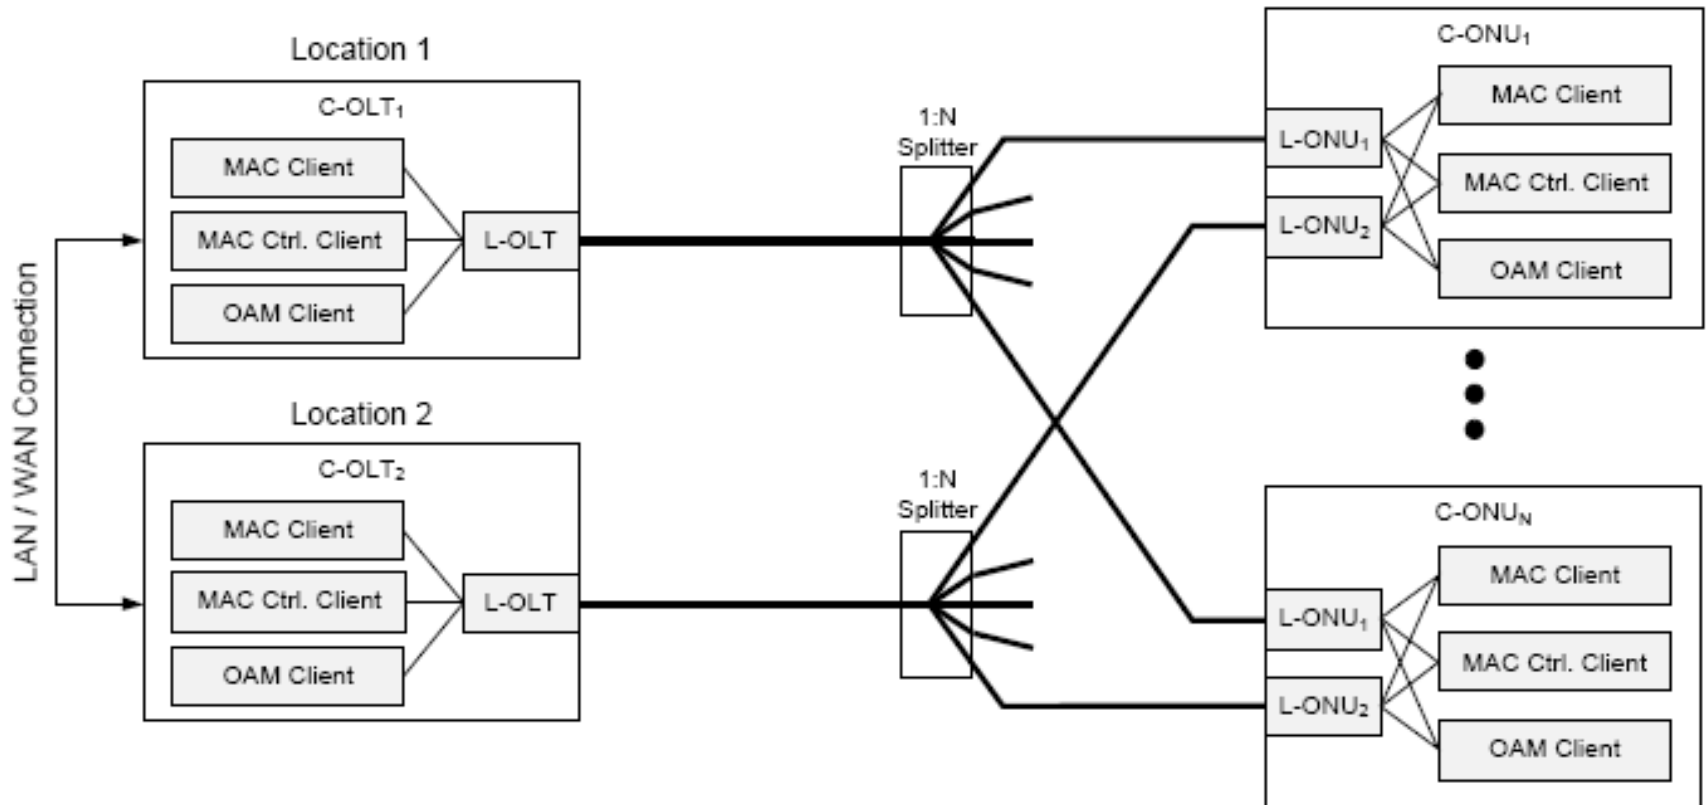 Location 1
C-OLT₁
MAC Client
MAC Ctrl. Client
OAM Client
L-OLT
LAN / WAN Connection
Location 2
C-OLT₂
MAC Client
MAC Ctrl. Client
OAM Client
L-OLT
1:N
Splitter
1:N
Splitter
C-ONU₁
L-ONU₁
L-ONU₂
MAC Client
MAC Ctrl. Client
OAM Client
C-ONU_N
L-ONU₁
L-ONU₂
MAC Client
MAC Ctrl. Client
OAM Client